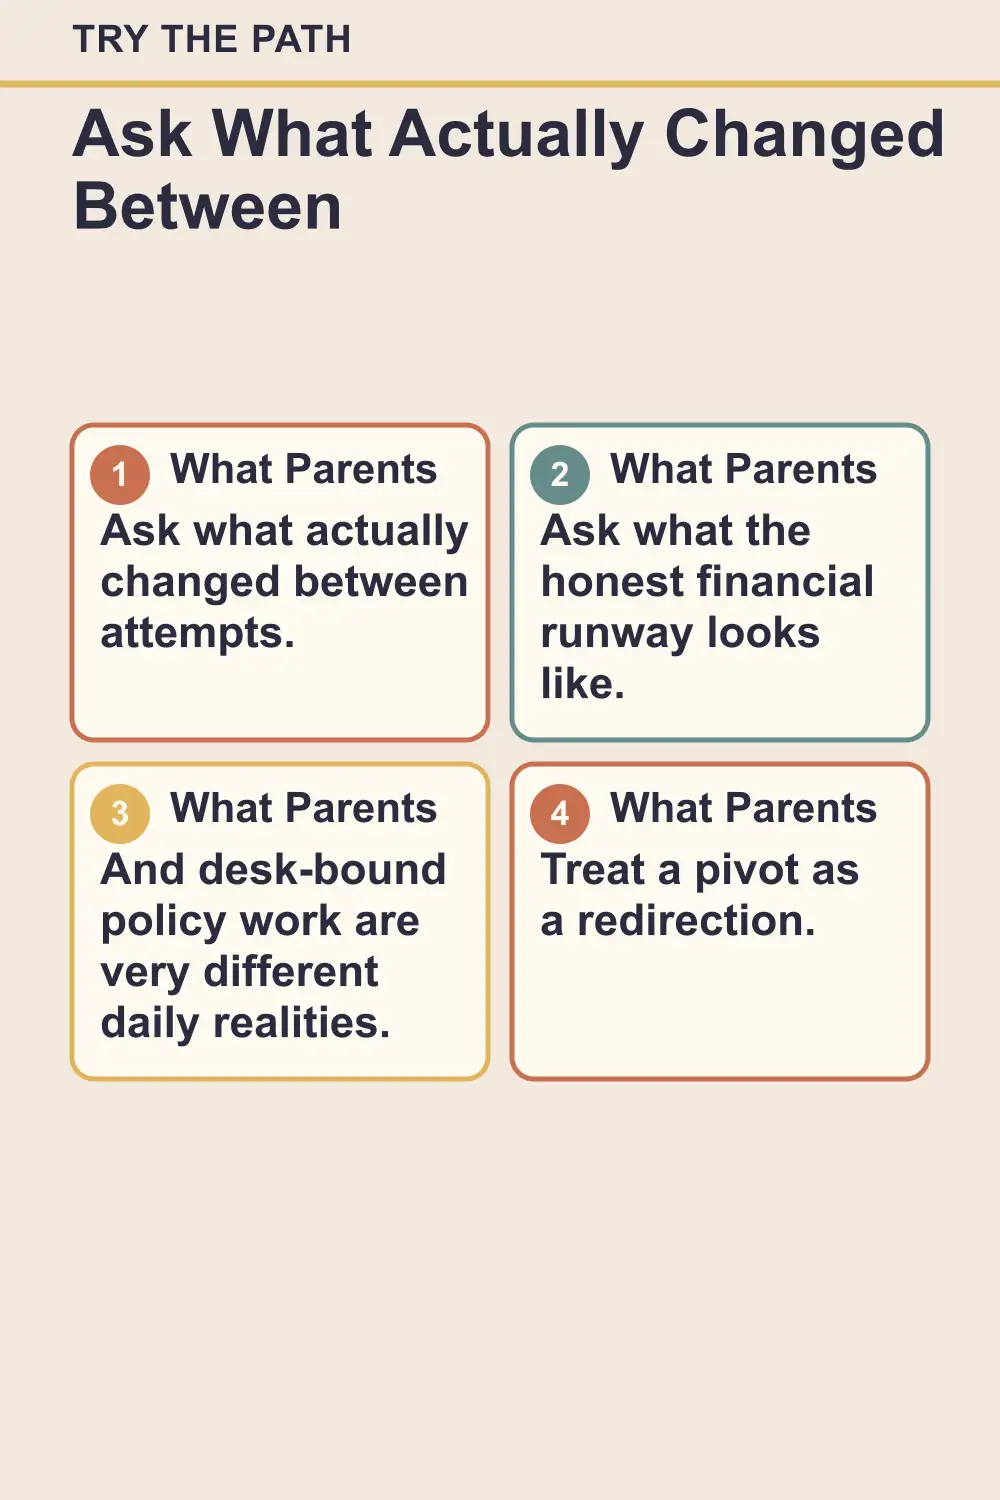 TRY THE PATH
Ask What Actually Changed
Between
1 What Parents
Ask what actually
changed between
attempts.
2 What Parents
Ask what the
honest financial
runway looks
like.
3 What Parents
And desk-bound
policy work are
very different
daily realities.
4 What Parents
Treat a pivot as
a redirection.